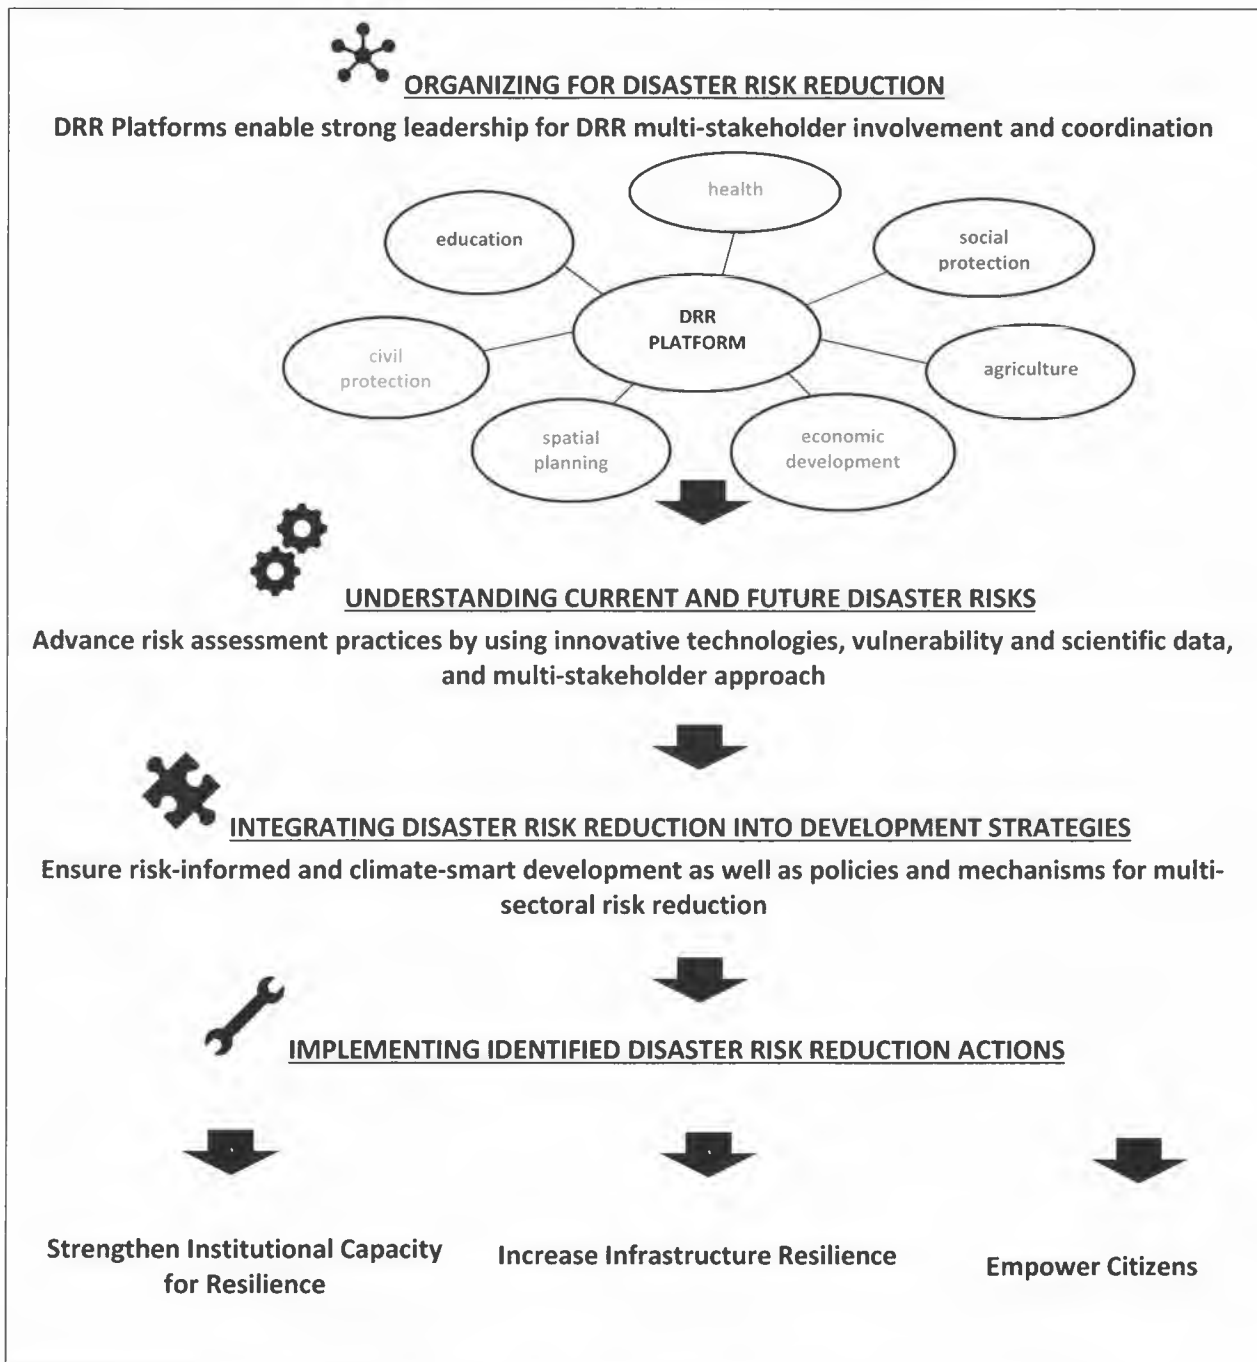 ORGANIZING FOR DISASTER RISK REDUCTION
DRR Platforms enable strong leadership for DRR multi-stakeholder involvement and coordination
health
education
social
protection
DRR
PLATFORM
civil
protection
agriculture
spatial
planning
economic
development
UNDERSTANDING CURRENT AND FUTURE DISASTER RISKS
Advance risk assessment practices by using innovative technologies, vulnerability and scientific data,
and multi-stakeholder approach
INTEGRATING DISASTER RISK REDUCTION INTO DEVELOPMENT STRATEGIES
Ensure risk-informed and climate-smart development as well as policies and mechanisms for multi-
sectoral risk reduction
IMPLEMENTING IDENTIFIED DISASTER RISK REDUCTION ACTIONS
Strengthen Institutional Capacity
for Resilience
Increase Infrastructure Resilience
Empower Citizens